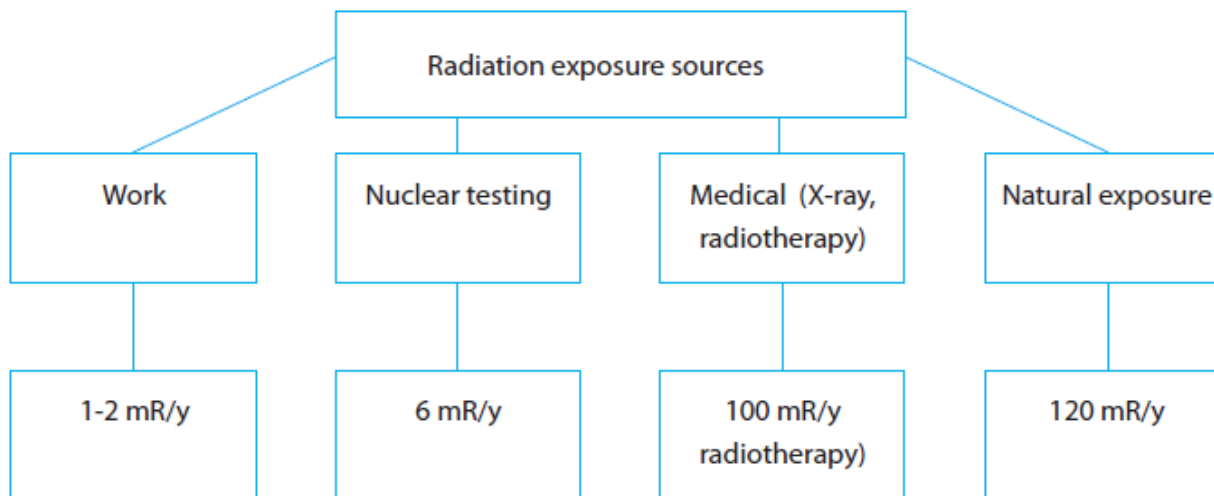 Radiation exposure sources
Work
Nuclear testing
Medical (X-ray,
radiotherapy)
Natural exposure
1-2 mR/y
6 mR/y
100 mR/y
radiotherapy)
120 mR/y